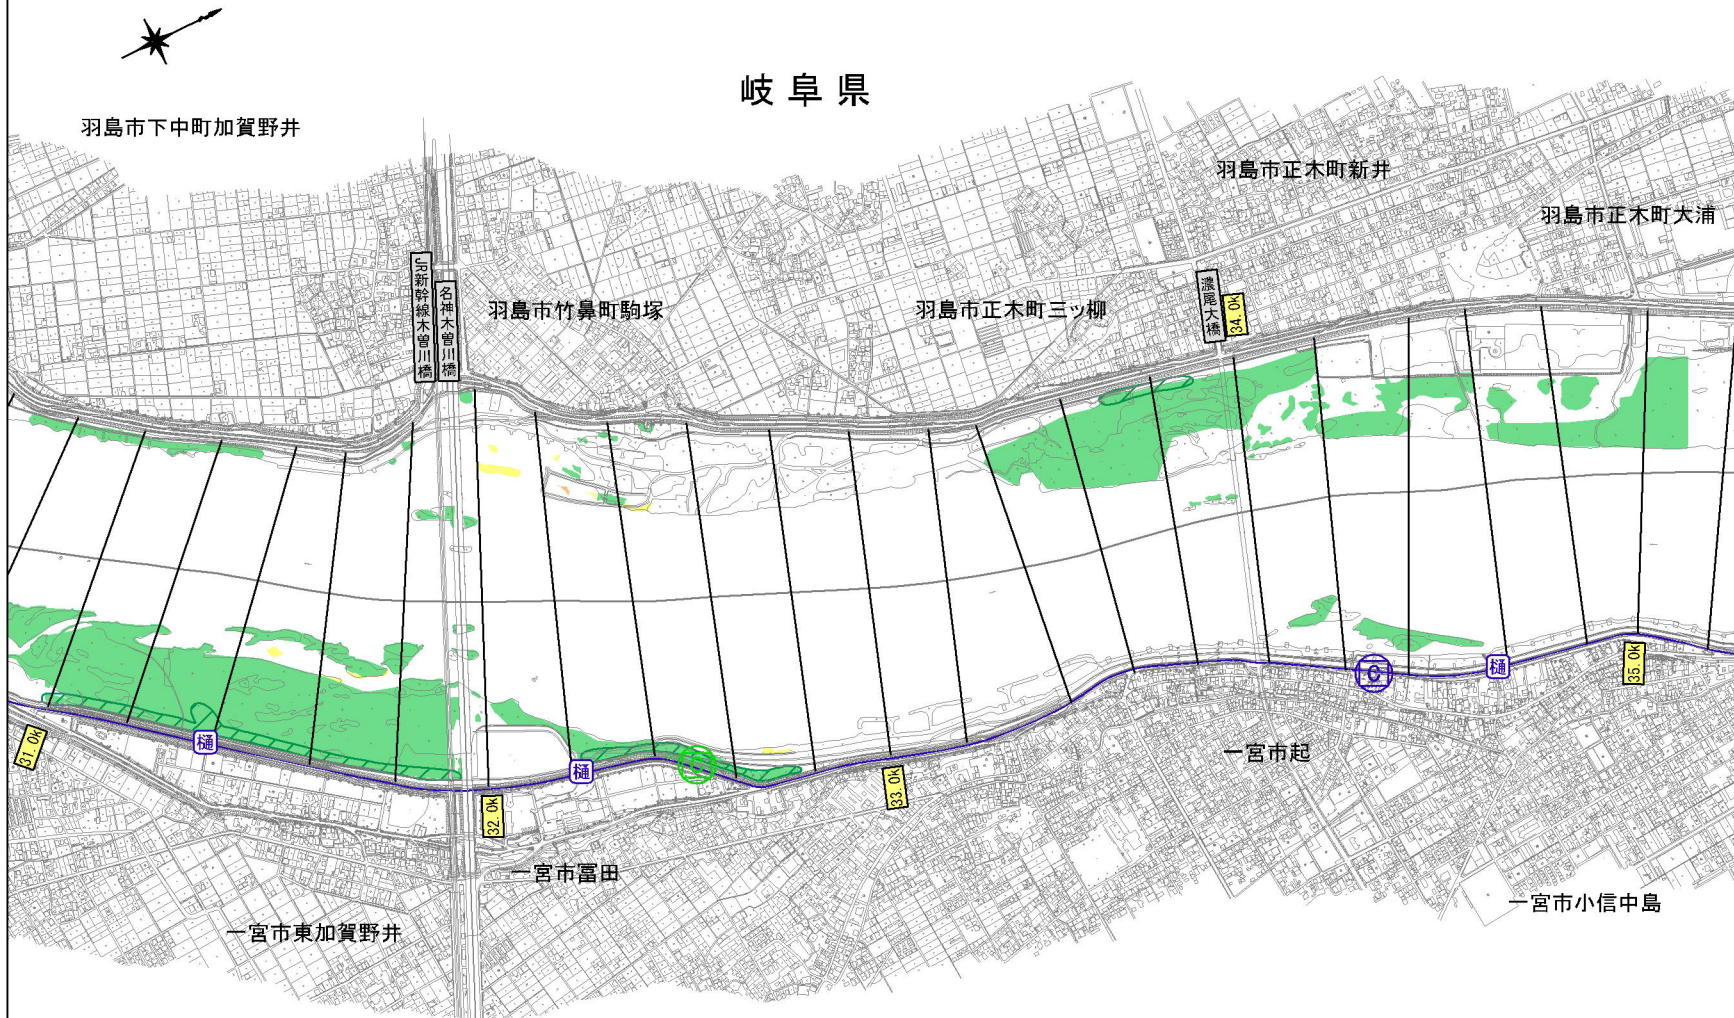 岐阜県
羽島市下中町加賀野井
羽島市正木町新井
羽島市正木町大浦
JR新幹線木曽川橋
名神木曽川橋
羽島市竹鼻町駒塚
羽島市正木町三ッ柳
濃尾大橋
34.0k
31.0k
樋
樋
C
32.0k
33.0k
C
樋
35.0k
一宮市起
一宮市冨田
一宮市東加賀野井
一宮市小信中島